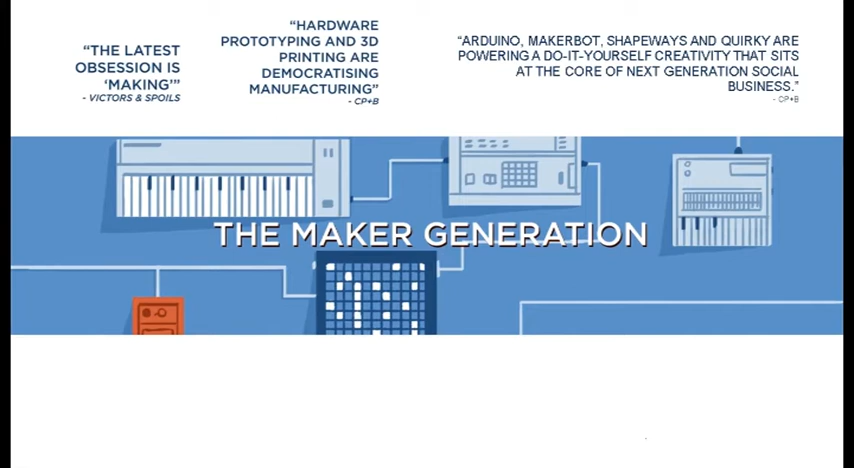 “THE LATEST
OBSESSION IS
‘MAKING’”
- VICTORS & SPOILS
“HARDWARE
PROTOTYPING AND 3D
PRINTING ARE
DEMOCRATISING
MANUFACTURING”
- CP+B
“ARDUINO, MAKERBOT, SHAPEWAYS AND QUIRKY ARE
POWERING A DO-IT-YOURSELF CREATIVITY THAT SITS
AT THE CORE OF NEXT GENERATION SOCIAL
BUSINESS.”
- CP+B
THE MAKER GENERATION